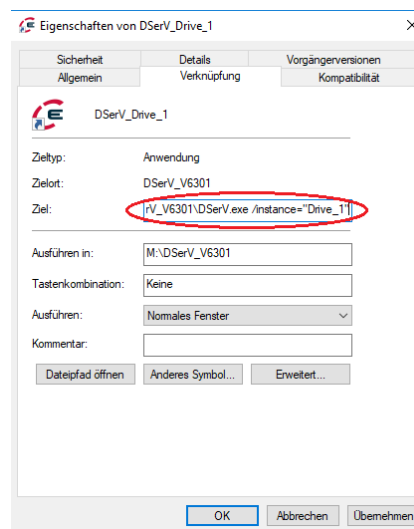 Eigenschaften von DSerV_Drive_1
Sicherheit Details Vorgängerversionen
Allgemein Verknüpfung Kompatibilität
DSerV_Drive_1
Zieltyp: Anwendung
Zielort: DSerV_V6301
Ziel: rV_V6301\DSerV.exe /instance="Drive_1"
Ausführen in: M:\DSerV_V6301
Tastenkombination: Keine
Ausführen: Normales Fenster
Kommentar:
Dateipfad öffnen Anderes Symbol... Erweitert...
OK Abbrechen Übernehmen